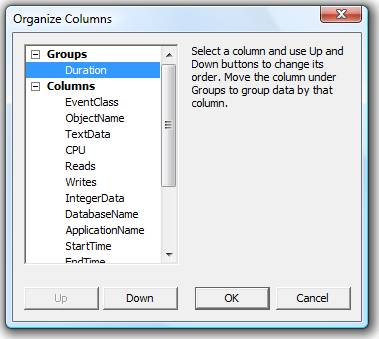 Organize Columns
Groups
Duration
Columns
EventClass
ObjectName
TextData
CPU
Reads
Writes
IntegerData
DatabaseName
ApplicationName
StartTime
EndTime
Select a column and use Up and
Down buttons to change its
order. Move the column under
Groups to group data by that
column.
Up
Down
OK
Cancel